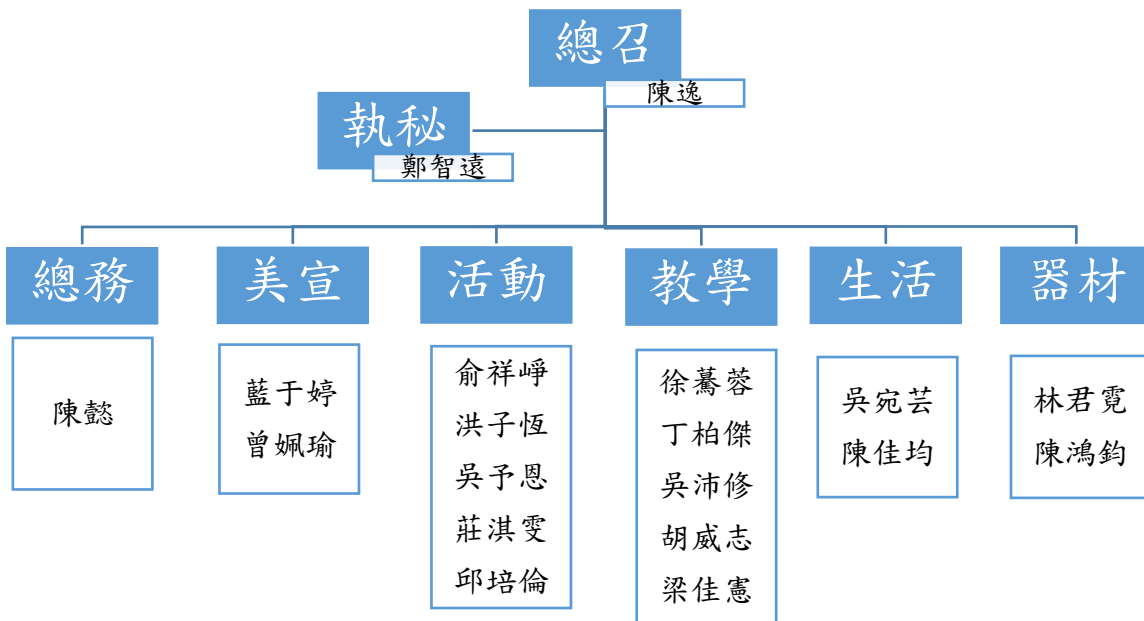 總召
陳逸
執秘
鄭智遠
總務
美宣
活動
教學
生活
器材
陳懿
藍于婷
曾姵瑜
俞祥崢
洪子恆
吳予恩
莊淇雯
邱培倫
徐驀蓉
丁柏傑
吳沛修
胡威志
梁佳憲
吳宛芸
陳佳均
林君霓
陳鴻鈞